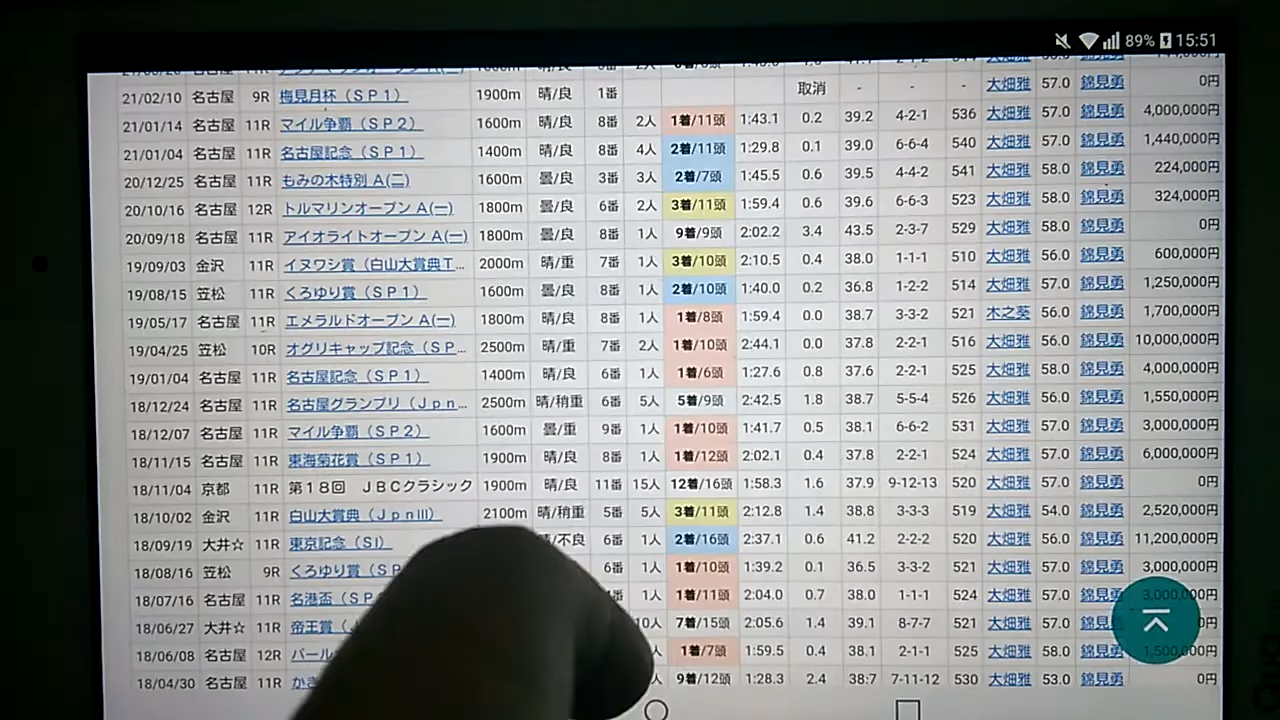 89% 15:51
21/02/10 名古屋 9R 梅見月杯（ＳＰ１） 1900m 晴/良 1番 取消 - - - 大畑雅 57.0 錦見勇 0円
21/01/14 名古屋 11R マイル争覇（ＳＰ２） 1600m 晴/良 8番 2人 1着/11頭 1:43.1 0.2 39.2 4-2-1 536 大畑雅 57.0 錦見勇 4,000,000円
21/01/04 名古屋 11R 名古屋記念（ＳＰ１） 1400m 晴/良 8番 4人 2着/11頭 1:29.8 0.1 39.0 6-6-4 540 大畑雅 57.0 錦見勇 1,440,000円
20/12/25 名古屋 11R もみの木特別 A(二) 1600m 曇/良 3番 3人 2着/7頭 1:45.5 0.6 39.5 4-4-2 541 大畑雅 58.0 錦見勇 224,000円
20/10/16 名古屋 12R トルマリンオープン A(一) 1800m 曇/良 6番 2人 3着/11頭 1:59.4 0.6 39.6 6-6-3 523 大畑雅 58.0 錦見勇 324,000円
20/09/18 名古屋 11R アイオライトオープン A(一) 1800m 曇/良 8番 1人 9着/9頭 2:02.2 3.4 43.5 2-3-7 529 大畑雅 58.0 錦見勇 0円
19/09/03 金沢 11R イヌワシ賞（白山大賞典Ｔ… 2000m 晴/重 7番 1人 3着/10頭 2:10.5 0.4 38.0 1-1-1 510 大畑雅 56.0 錦見勇 600,000円
19/08/15 笠松 11R くろゆり賞（ＳＰ１） 1600m 曇/良 8番 1人 2着/10頭 1:40.0 0.2 36.8 1-2-2 514 大畑雅 57.0 錦見勇 1,250,000円
19/05/17 名古屋 11R エメラルドオープン A(一) 1800m 晴/良 8番 1人 1着/8頭 1:59.4 0.0 38.7 3-3-2 521 木之葵 56.0 錦見勇 1,700,000円
19/04/25 笠松 10R オグリキャップ記念（ＳＰ… 2500m 晴/重 7番 2人 1着/10頭 2:44.1 0.0 37.8 2-2-1 516 大畑雅 56.0 錦見勇 10,000,000円
19/01/04 名古屋 11R 名古屋記念（ＳＰ１） 1400m 晴/良 6番 1人 1着/6頭 1:27.6 0.8 37.6 2-2-1 525 大畑雅 58.0 錦見勇 4,000,000円
18/12/24 名古屋 11R 名古屋グランプリ（Ｊｐｎ… 2500m 晴/稍重 6番 5人 5着/9頭 2:42.5 1.8 38.7 5-5-4 526 大畑雅 56.0 錦見勇 1,550,000円
18/12/07 名古屋 11R マイル争覇（ＳＰ２） 1600m 曇/重 9番 1人 1着/10頭 1:41.7 0.5 38.1 6-6-2 531 大畑雅 57.0 錦見勇 3,000,000円
18/11/15 名古屋 11R 東海菊花賞（ＳＰ１） 1900m 晴/良 8番 1人 1着/12頭 2:02.1 0.4 37.8 2-2-1 524 大畑雅 57.0 錦見勇 6,000,000円
18/11/04 京都 11R 第１８回　ＪＢＣクラシック 1900m 晴/良 11番 15人 12着/16頭 1:58.3 1.6 37.9 9-12-13 520 大畑雅 57.0 錦見勇 0円
18/10/02 金沢 11R 白山大賞典（ＪｐｎⅢ） 2100m 晴/稍重 5番 5人 3着/11頭 2:12.8 1.4 38.8 3-3-3 519 大畑雅 54.0 錦見勇 2,520,000円
18/09/19 大井☆ 11R 東京記念（ＳⅠ） /不良 6番 1人 2着/16頭 2:37.1 0.6 41.2 2-2-2 520 大畑雅 56.0 錦見勇 11,200,000円
18/08/16 笠松 9R くろゆり賞（ＳＰ 6番 1人 1着/10頭 1:39.2 0.1 36.5 3-3-2 521 大畑雅 57.0 錦見勇 3,000,000円
18/07/16 名古屋 11R 名港盃（ＳＰ 1人 1着/11頭 2:04.0 0.7 38.0 1-1-1 524 大畑雅 57.0 錦見勇 3,000,000円
18/06/27 大井☆ 11R 帝王賞（ 10人 7着/15頭 2:05.6 1.4 39.1 8-7-7 521 大畑雅 57.0 錦見 0円
18/06/08 名古屋 12R パール 1着/7頭 1:59.5 0.4 38.1 2-1-1 525 大畑雅 58.0 錦見勇 1,500,000円
18/04/30 名古屋 11R かき 9着/12頭 1:28.3 2.4 38.7 7-11-12 530 大畑雅 53.0 錦見勇 0円